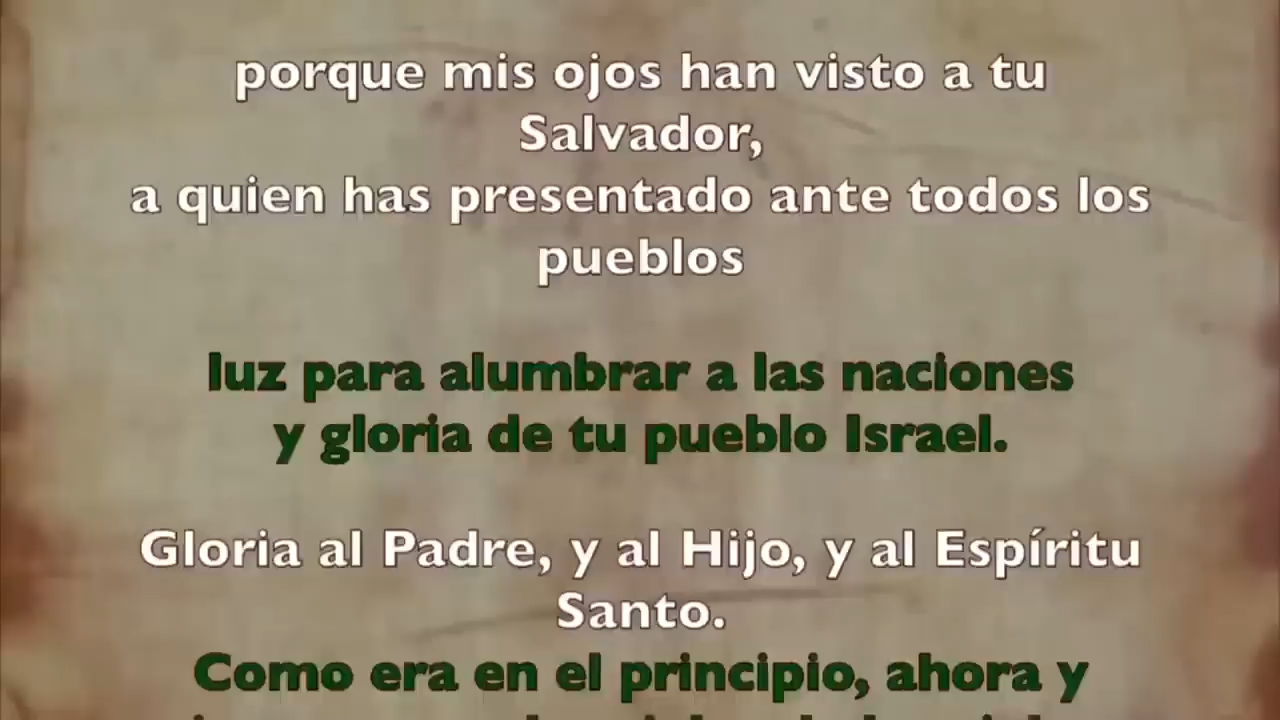 porque mis ojos han visto a tu
Salvador,
a quien has presentado ante todos los
pueblos
luz para alumbrar a las naciones
y gloria de tu pueblo Israel.
Gloria al Padre, y al Hijo, y al Espíritu
Santo.
Como era en el principio, ahora y